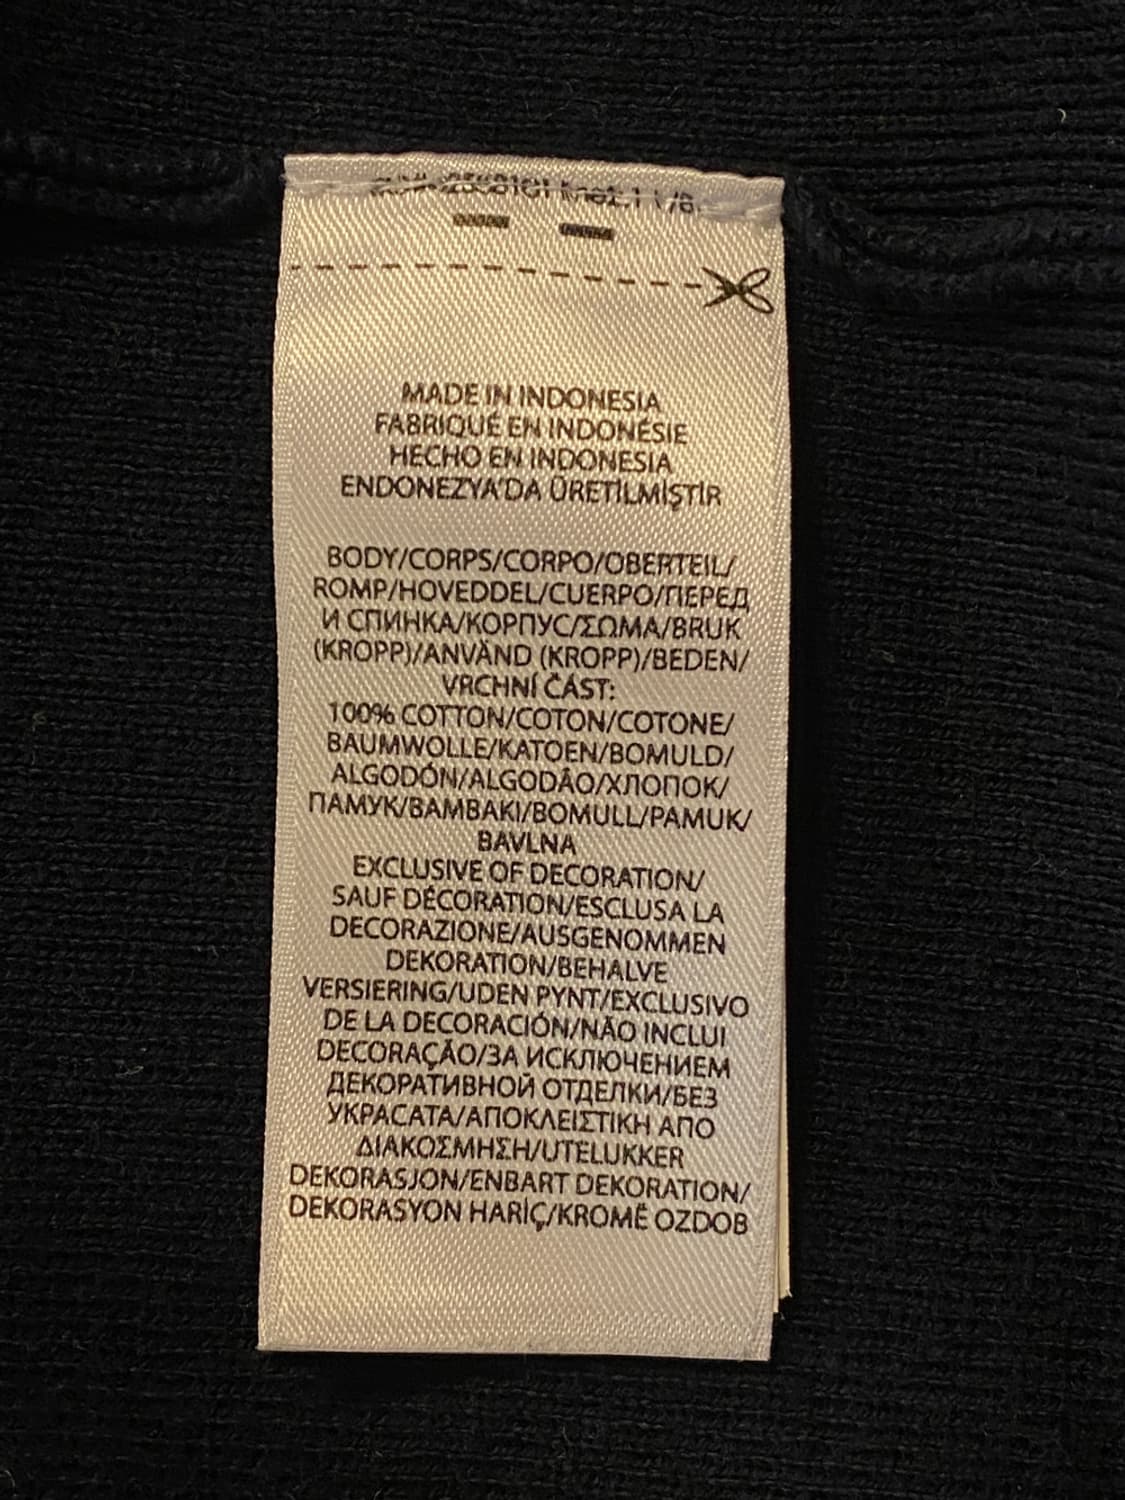 MADE IN INDONESIA
FABRIQUÉ EN INDONÉSIE
HECHO EN INDONESIA
ENDONEZYA'DA ÜRETİLMİŞTİR
BODY/CORPS/CORPO/OBERTEIL/
ROMP/HOVEDDEL/CUERPO/ПЕРЕД
И СПИНКА/КОРПУС/ΣΩΜΑ/BRUK
(KROPP)/ANVÄND (KROPP)/BEDEN/
VRCHNÍ ČÁST:
100% COTTON/COTON/COTONE/
BAUMWOLLE/KATOEN/BOMULD/
ALGODÓN/ALGODÃO/ХЛОПОК/
ПАМУК/BAMBAKI/BOMULL/PAMUK/
BAVLNA
EXCLUSIVE OF DECORATION/
SAUF DÉCORATION/ESCLUSA LA
DECORAZIONE/AUSGENOMMEN
DEKORATION/BEHALVE
VERSIERING/UDEN PYNT/EXCLUSIVO
DE LA DECORACIÓN/NÃO INCLUI
DECORAÇÃO/ЗА ИСКЛЮЧЕНИЕМ
ДЕКОРАТИВНОЙ ОТДЕЛКИ/БЕЗ
УКРАСАТА/ΑΠΟΚΛΕΙΣΤΙΚΗ ΑΠΟ
ΔΙΑΚΟΣΜΗΣΗ/UTELUKKER
DEKORASJON/ENBART DEKORATION/
DEKORASYON HARİÇ/KROMĚ OZDOB